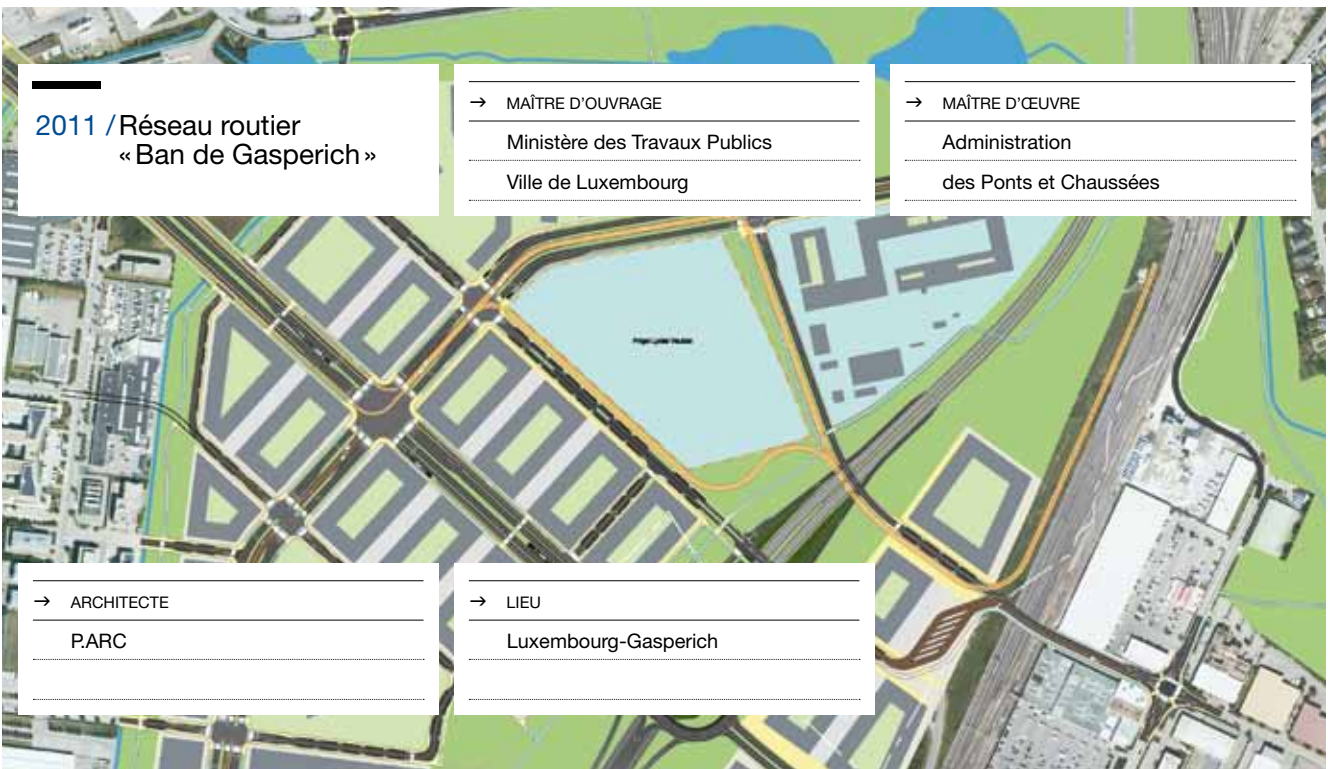 2011 / Réseau routier
«Ban de Gasperich»
→ MAÎTRE D'OUVRAGE
Ministère des Travaux Publics
Ville de Luxembourg
→ MAÎTRE D'ŒUVRE
Administration
des Ponts et Chaussées
→ ARCHITECTE
P.ARC
→ LIEU
Luxembourg-Gasperich